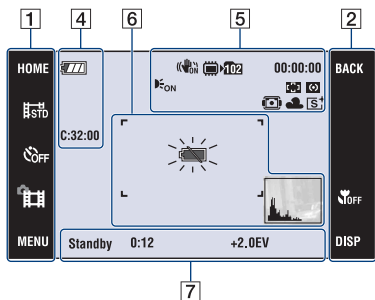 1
4
6
5
2
HOME
ON
102
00:00:00
BACK
STD
ON
S+
C:32:00
OFF
OFF
MENU
Standby 0:12 +2.0EV
DISP
7